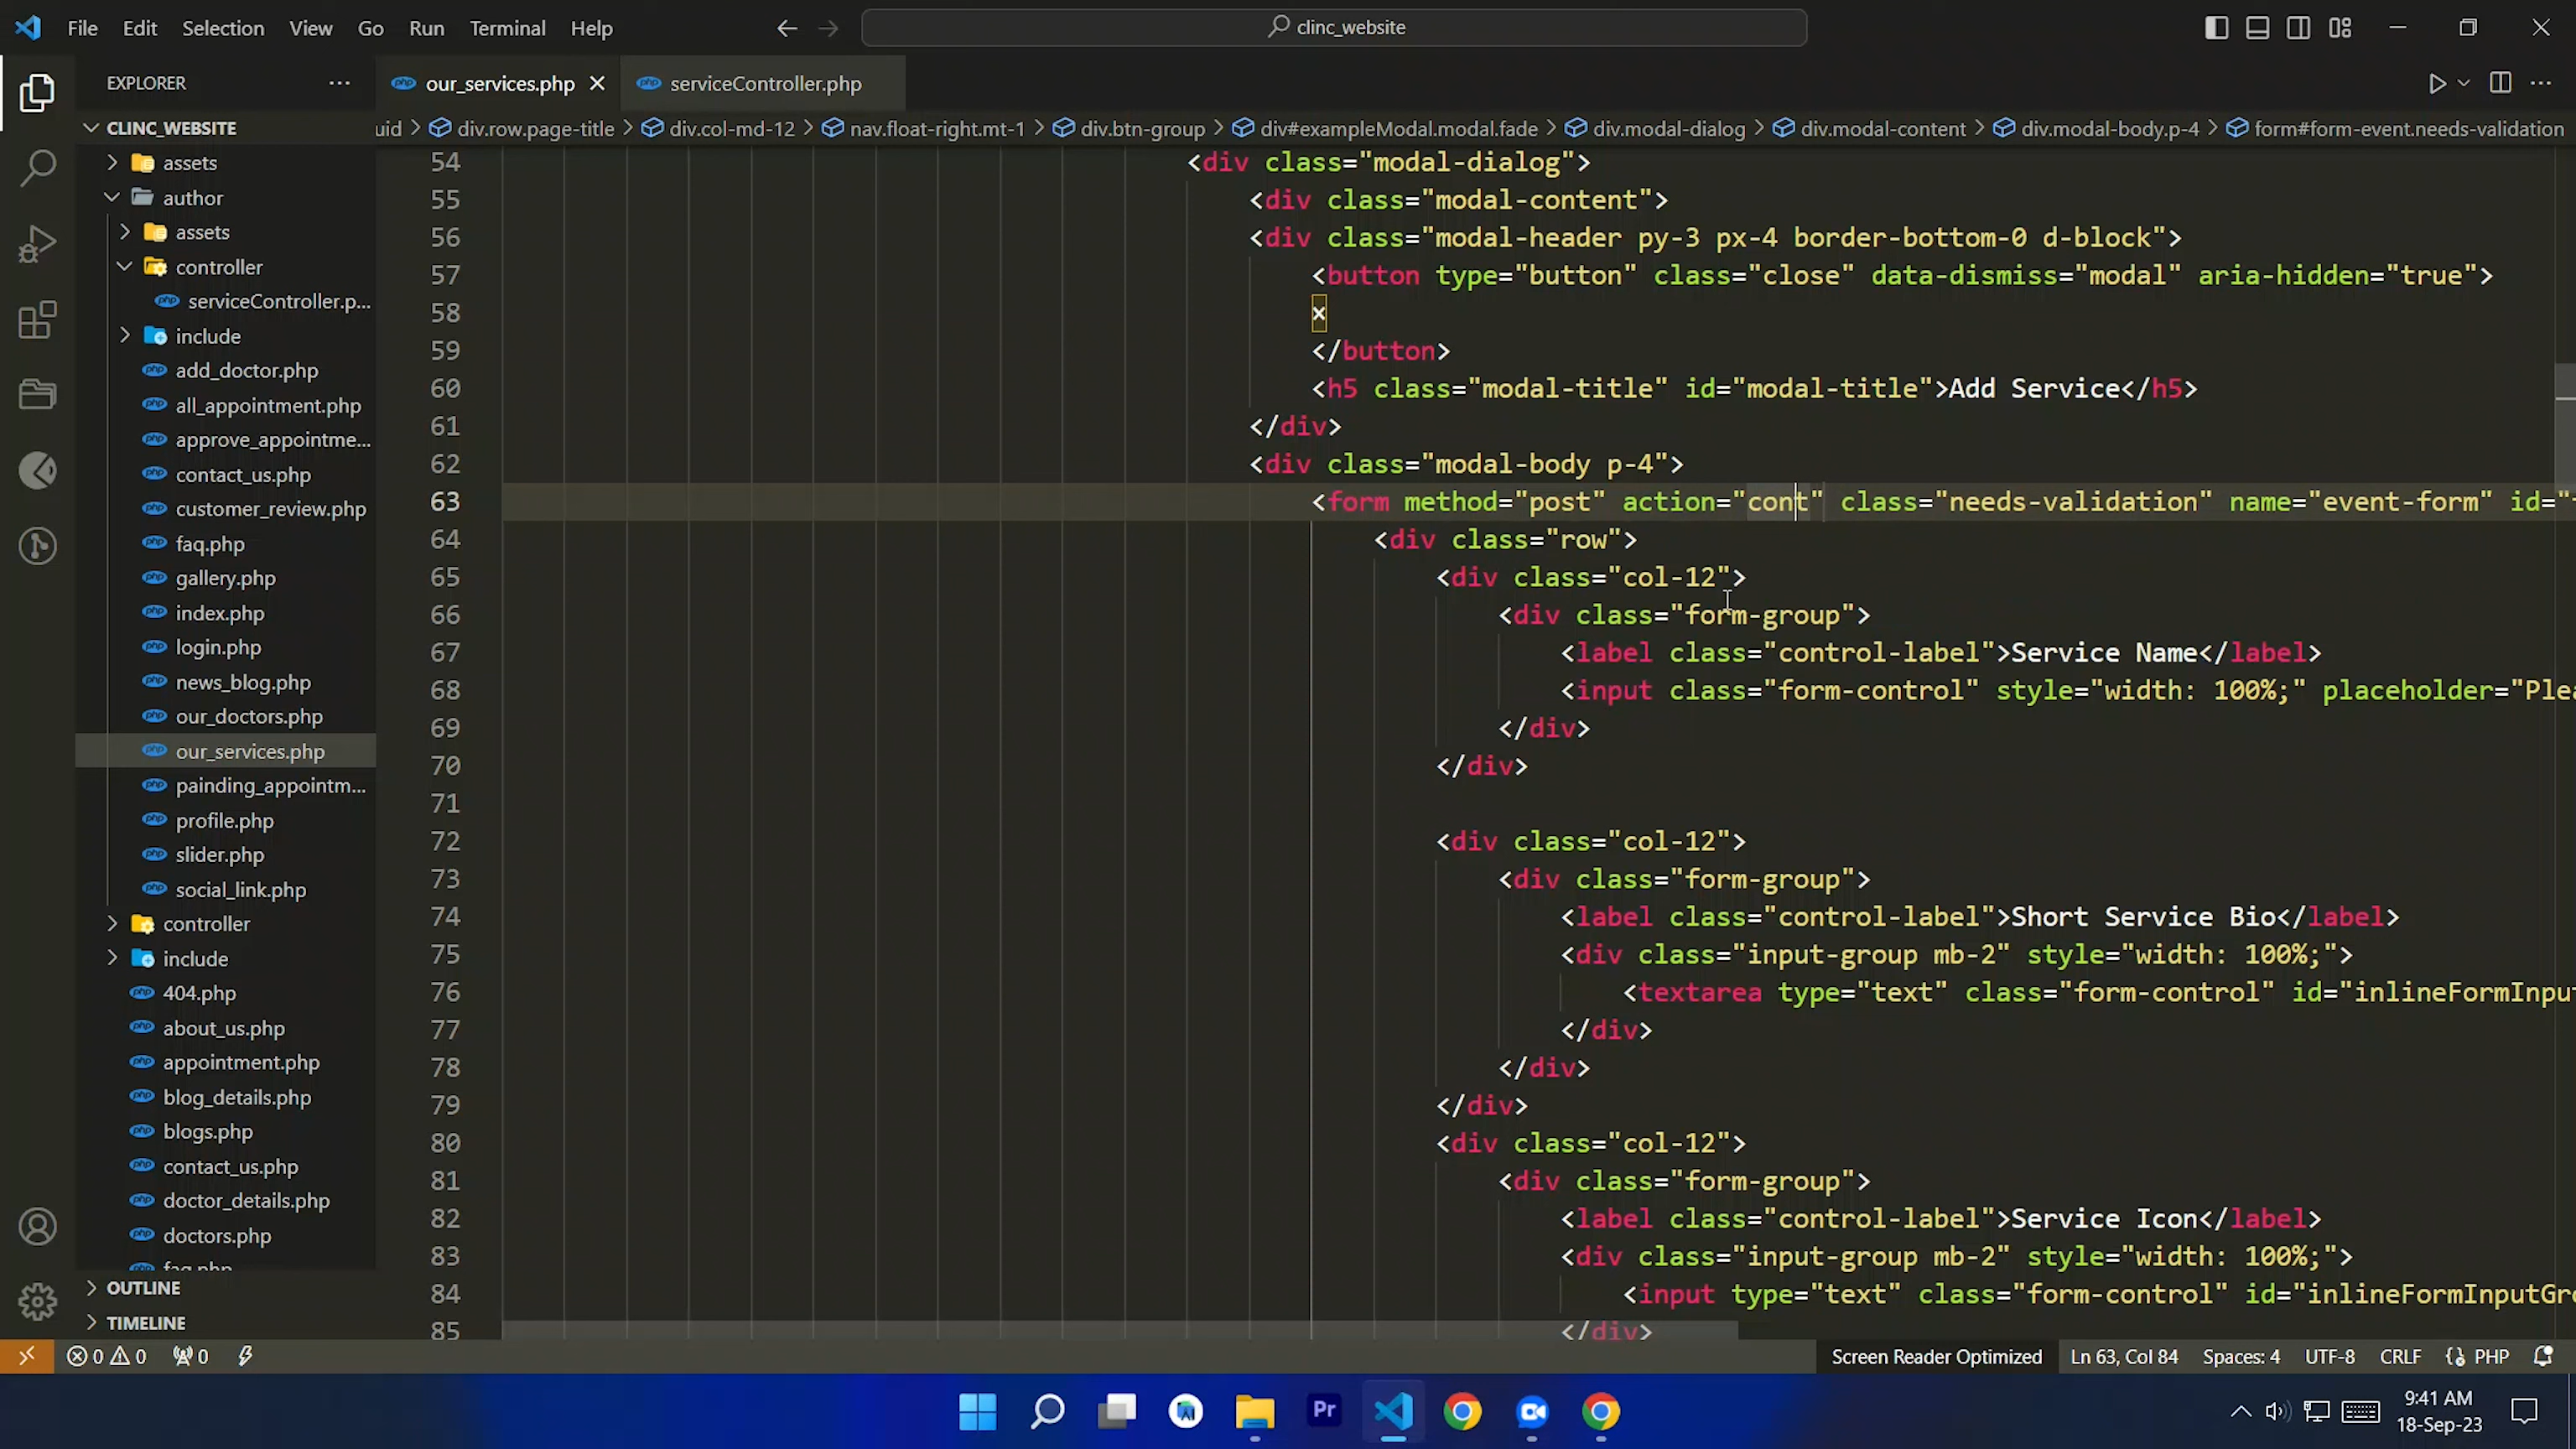 File Edit Selection View Go Run Terminal Help
clinc_website
EXPLORER
our_services.php
serviceController.php
CLINC_WEBSITE
uid > div.row.page-title > div.col-md-12 > nav.float-right.mt-1 > div.btn-group > div#exampleModal.modal.fade > div.modal-dialog > div.modal-content > div.modal-body.p-4 > form#form-event.needs-validation
assets
author
assets
controller
serviceController.p...
include
add_doctor.php
all_appointment.php
approve_appointme...
contact_us.php
customer_review.php
faq.php
gallery.php
index.php
login.php
news_blog.php
our_doctors.php
our_services.php
painding_appointm...
profile.php
slider.php
social_link.php
controller
include
404.php
about_us.php
appointment.php
blog_details.php
blogs.php
contact_us.php
doctor_details.php
doctors.php
faq.php
OUTLINE
TIMELINE
54 <div class="modal-dialog">
55 <div class="modal-content">
56 <div class="modal-header py-3 px-4 border-bottom-0 d-block">
57 <button type="button" class="close" data-dismiss="modal" aria-hidden="true">
58 ×
59 </button>
60 <h5 class="modal-title" id="modal-title">Add Service</h5>
61 </div>
62 <div class="modal-body p-4">
63 <form method="post" action="cont" class="needs-validation" name="event-form" id="
64 <div class="row">
65 <div class="col-12">
66 <div class="form-group">
67 <label class="control-label">Service Name</label>
68 <input class="form-control" style="width: 100%;" placeholder="Plea
69 </div>
70 </div>
71
72 <div class="col-12">
73 <div class="form-group">
74 <label class="control-label">Short Service Bio</label>
75 <div class="input-group mb-2" style="width: 100%;">
76 <textarea type="text" class="form-control" id="inlineFormInpu
77 </div>
78 </div>
79 </div>
80 <div class="col-12">
81 <div class="form-group">
82 <label class="control-label">Service Icon</label>
83 <div class="input-group mb-2" style="width: 100%;">
84 <input type="text" class="form-control" id="inlineFormInputGro
85 </div>
0 0 0 Screen Reader Optimized Ln 63, Col 84 Spaces: 4 UTF-8 CRLF PHP
Pr
9:41 AM
18-Sep-23